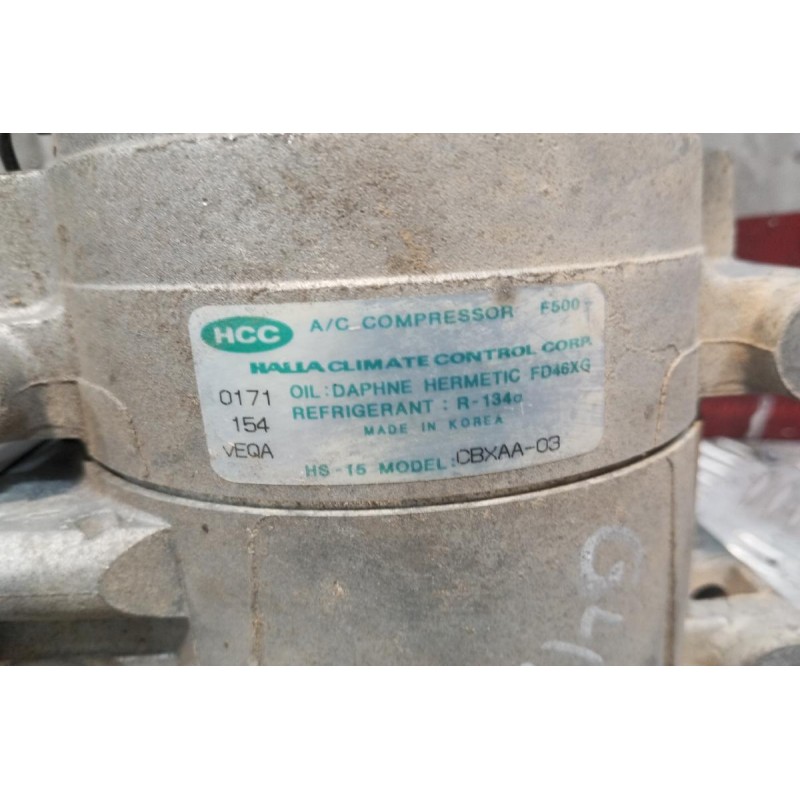 HCC A/C COMPRESSOR F500
HALLA CLIMATE CONTROL CORP.
0171 OIL:DAPHNE HERMETIC FD46XG
154 REFRIGERANT : R-134a
MADE IN KOREA
vEQA
HS-15 MODEL:CBXAA-03